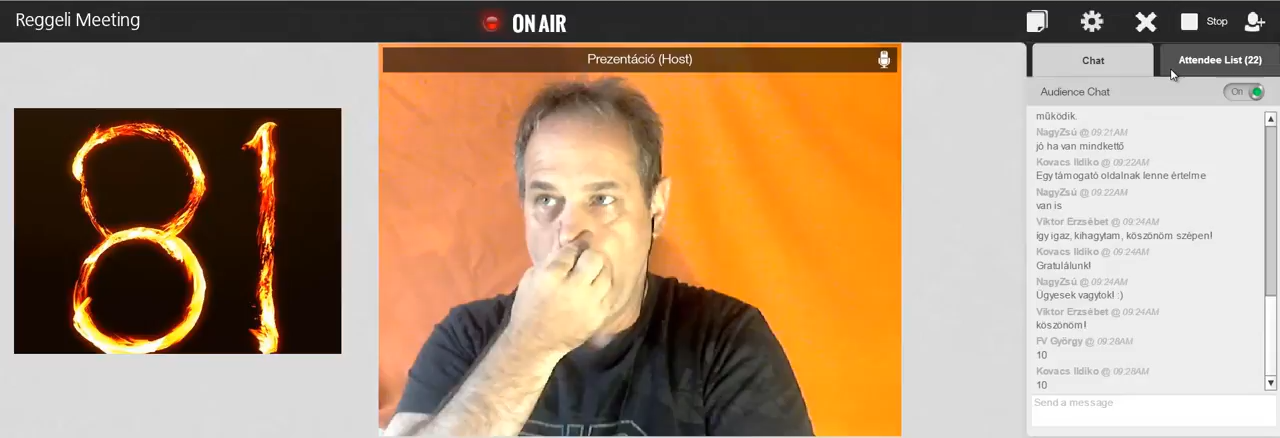 Reggeli Meeting
ON AIR
Stop
Prezentáció (Host)
81
Chat
Attendee List (22)
Audience Chat
On
működik.
NagyZsú @ 09:21AM
jó ha van mindkettő
Kovacs Ildiko @ 09:22AM
Egy támogató oldalnak lenne értelme
NagyZsú @ 09:22AM
van is
Viktor Erzsébet @ 09:24AM
így igaz, kihagytam, köszönöm szépen!
Kovacs Ildiko @ 09:24AM
Gratulálunk!
NagyZsú @ 09:24AM
Ügyesek vagytok! :)
Viktor Erzsébet @ 09:24AM
köszönöm!
FV György @ 09:28AM
10
Kovacs Ildiko @ 09:28AM
10
Send a message